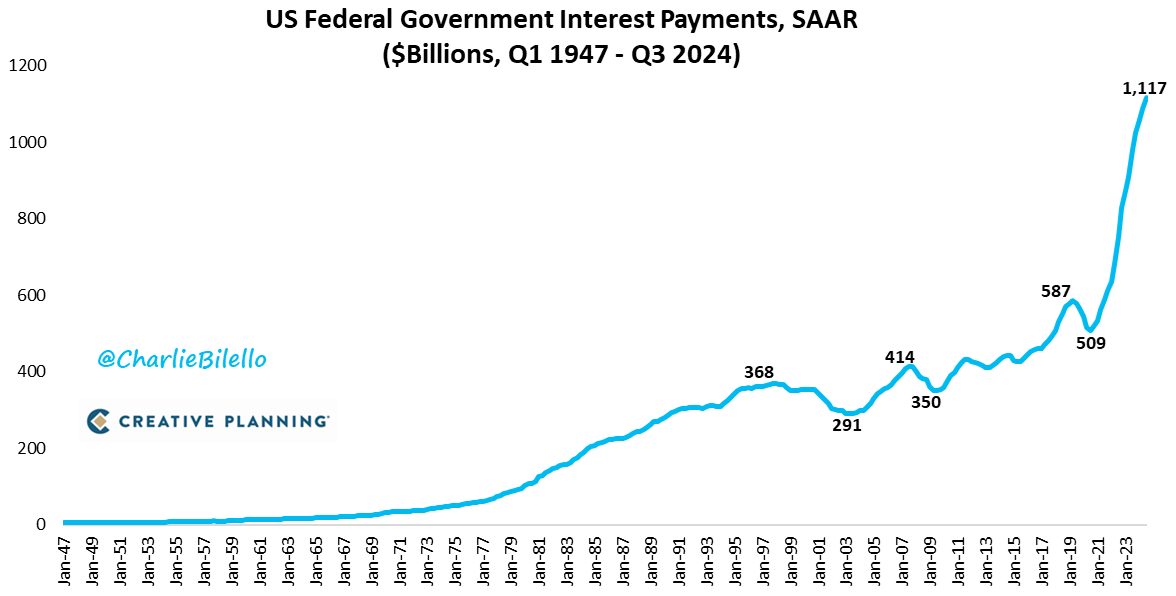 US Federal Government Interest Payments, SAAR
($Billions, Q1 1947 - Q3 2024)
1200
1000
800
600
400
200
0
1,117
587
509
414
350
368
291
@CharlieBilello
CREATIVE PLANNING
Jan-47
Jan-49
Jan-51
Jan-53
Jan-55
Jan-57
Jan-59
Jan-61
Jan-63
Jan-65
Jan-67
Jan-69
Jan-71
Jan-73
Jan-75
Jan-77
Jan-79
Jan-81
Jan-83
Jan-85
Jan-87
Jan-89
Jan-91
Jan-93
Jan-95
Jan-97
Jan-99
Jan-01
Jan-03
Jan-05
Jan-07
Jan-09
Jan-11
Jan-13
Jan-15
Jan-17
Jan-19
Jan-21
Jan-23